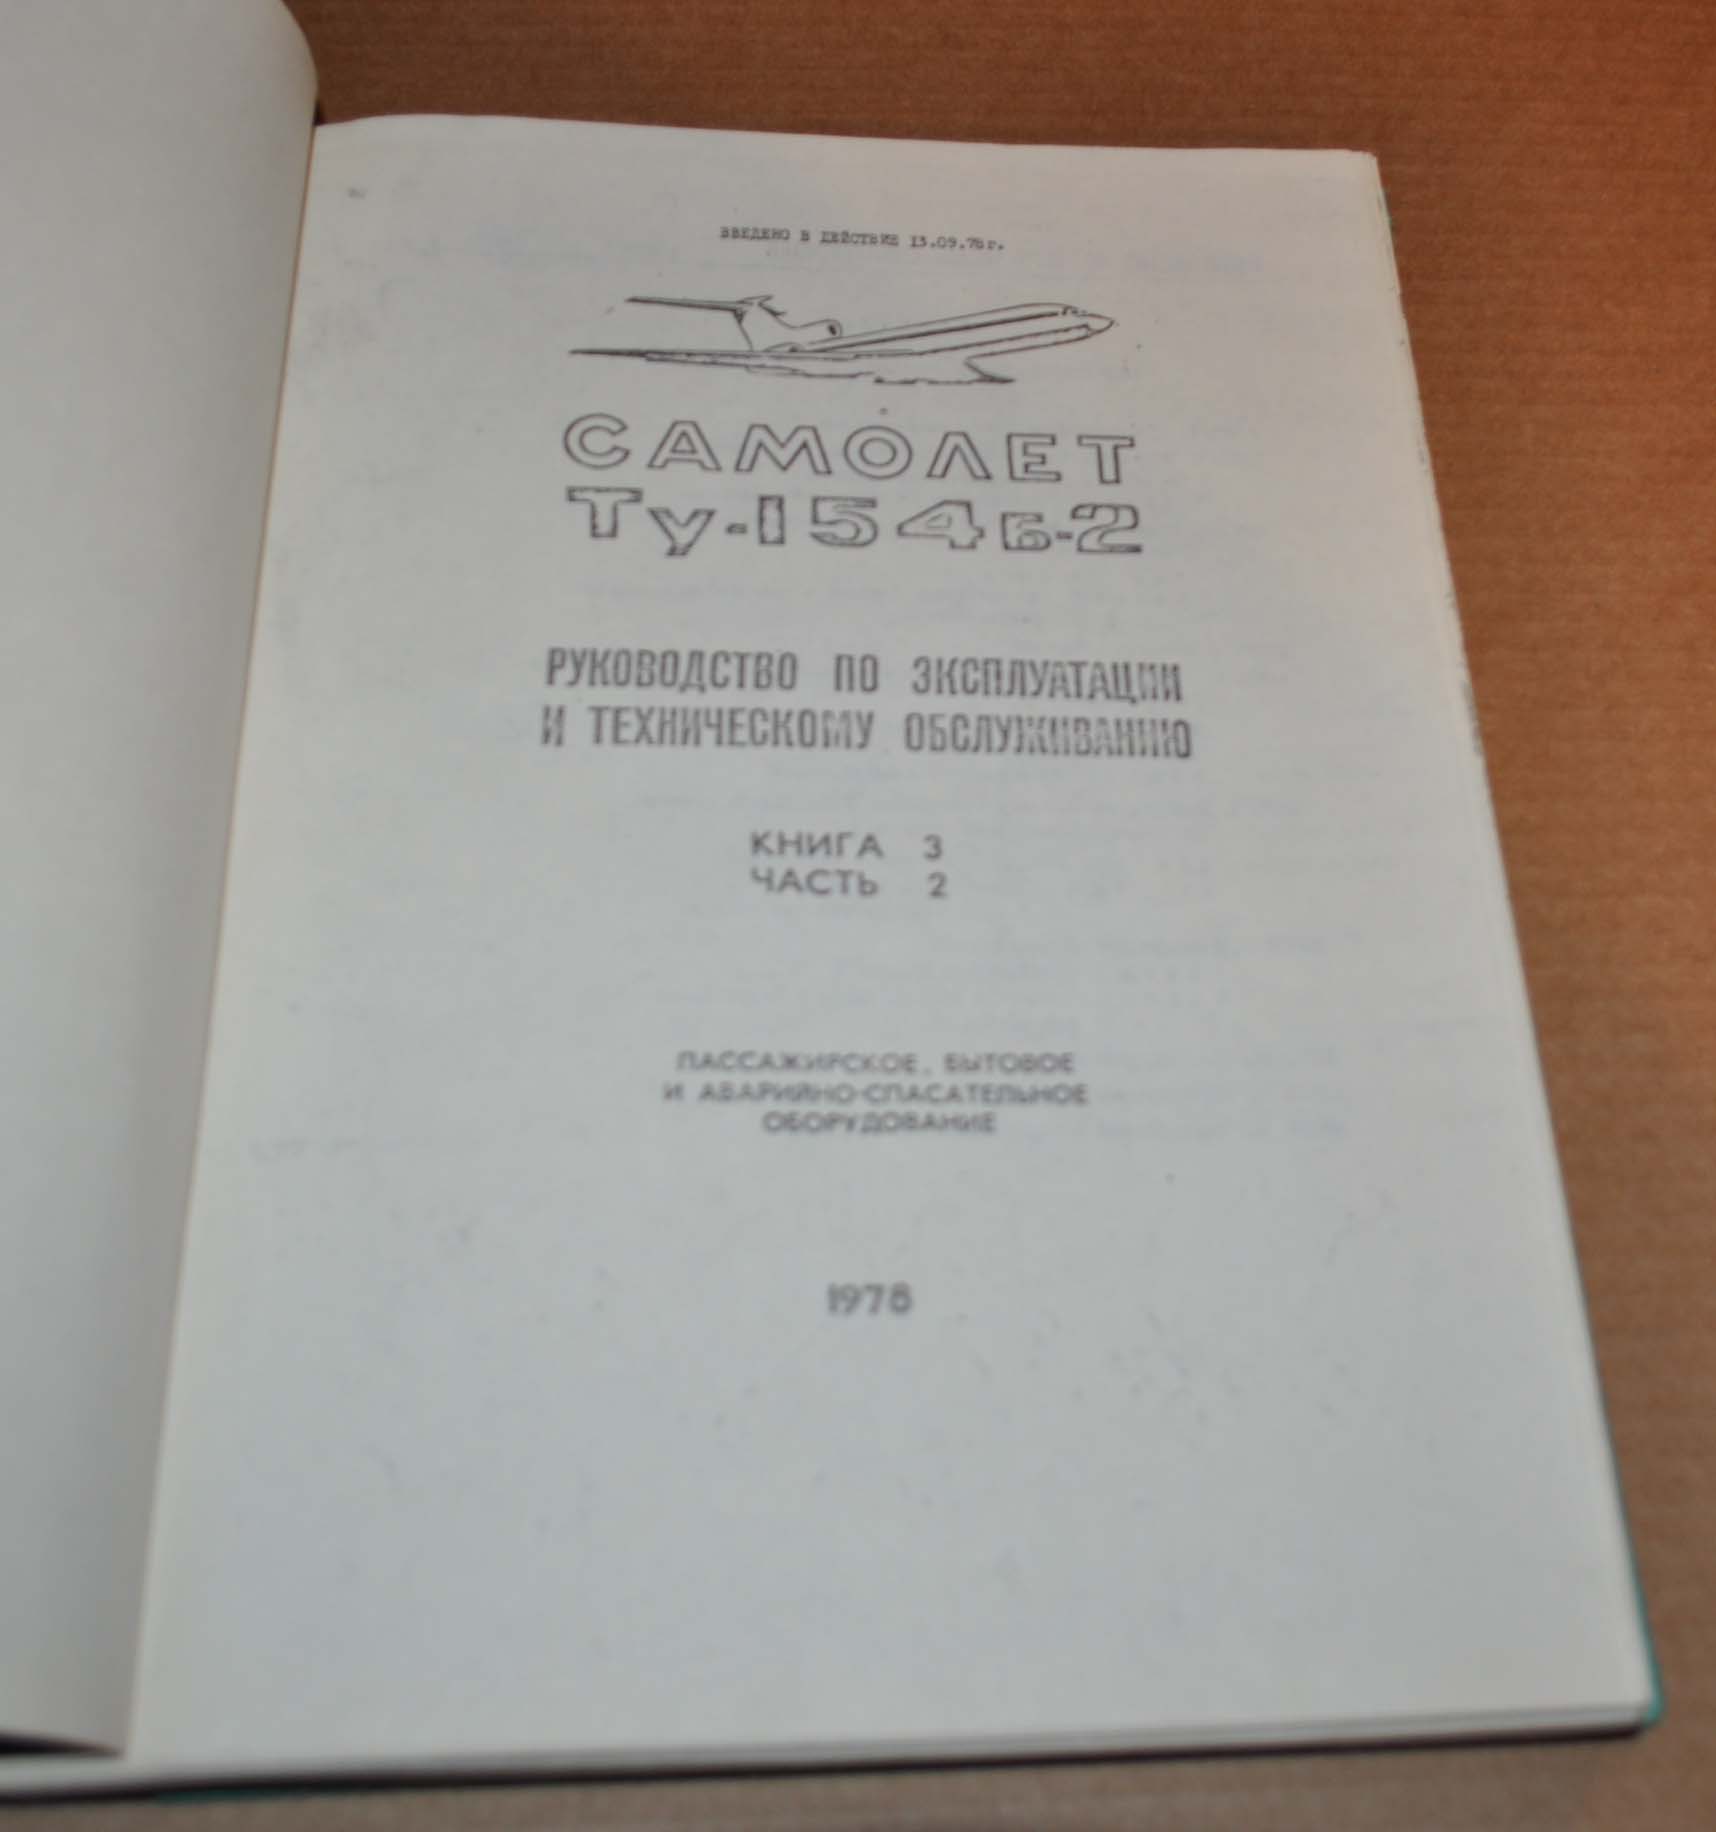 ВВЕДЕНО В ДЕЙСТВИЕ 13.09.78г.
САМОЛЕТ
Ту-154Б-2
РУКОВОДСТВО ПО ЭКСПЛУАТАЦИИ
И ТЕХНИЧЕСКОМУ ОБСЛУЖИВАНИЮ
КНИГА 3
ЧАСТЬ 2
ПАССАЖИРСКОЕ, БЫТОВОЕ
И АВАРИЙНО-СПАСАТЕЛЬНОЕ
ОБОРУДОВАНИЕ
1978